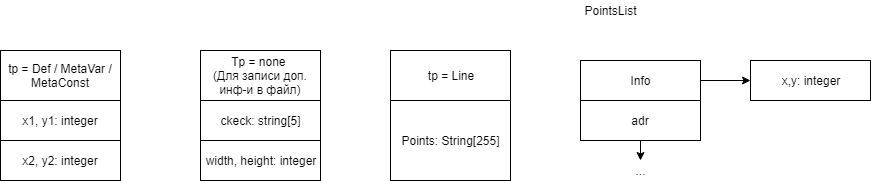 PointsList
tp = Def / MetaVar /
MetaConst
x1, y1: integer
x2, y2: integer
Tp = none
(Для записи доп.
инф-и в файл)
ckeck: string[5]
width, height: integer
tp = Line
Points: String[255]
Info
adr
...
x,y: integer